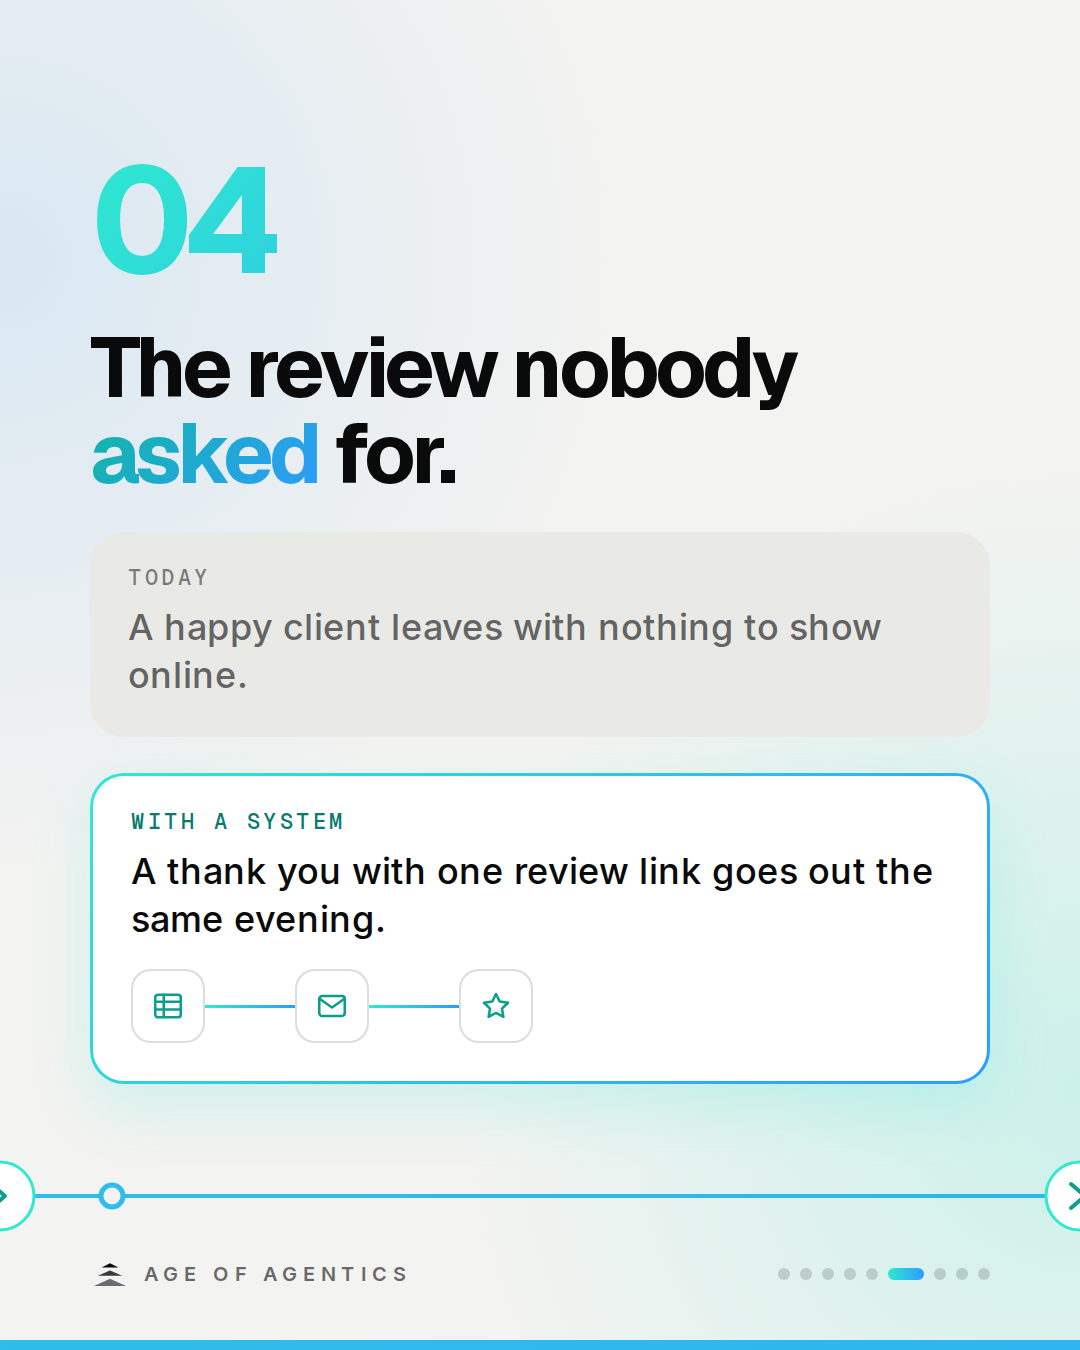 04
The review nobody
asked for.
TODAY
A happy client leaves with nothing to show
online.
WITH A SYSTEM
A thank you with one review link goes out the
same evening.
AGE OF AGENTICS